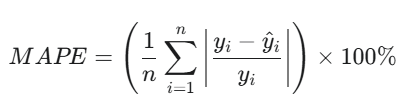 MAPE = \left( \frac{1}{n} \sum_{i=1}^{n} \left| \frac{y_i - \hat{y}_i}{y_i} \right| \right) \times 100\%